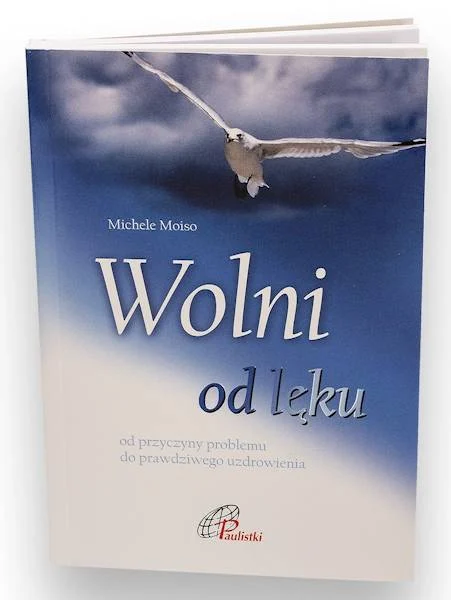 Michele Moiso
Wolni
od lęku
od przyczyny problemu
do prawdziwego uzdrowienia
Paulistki